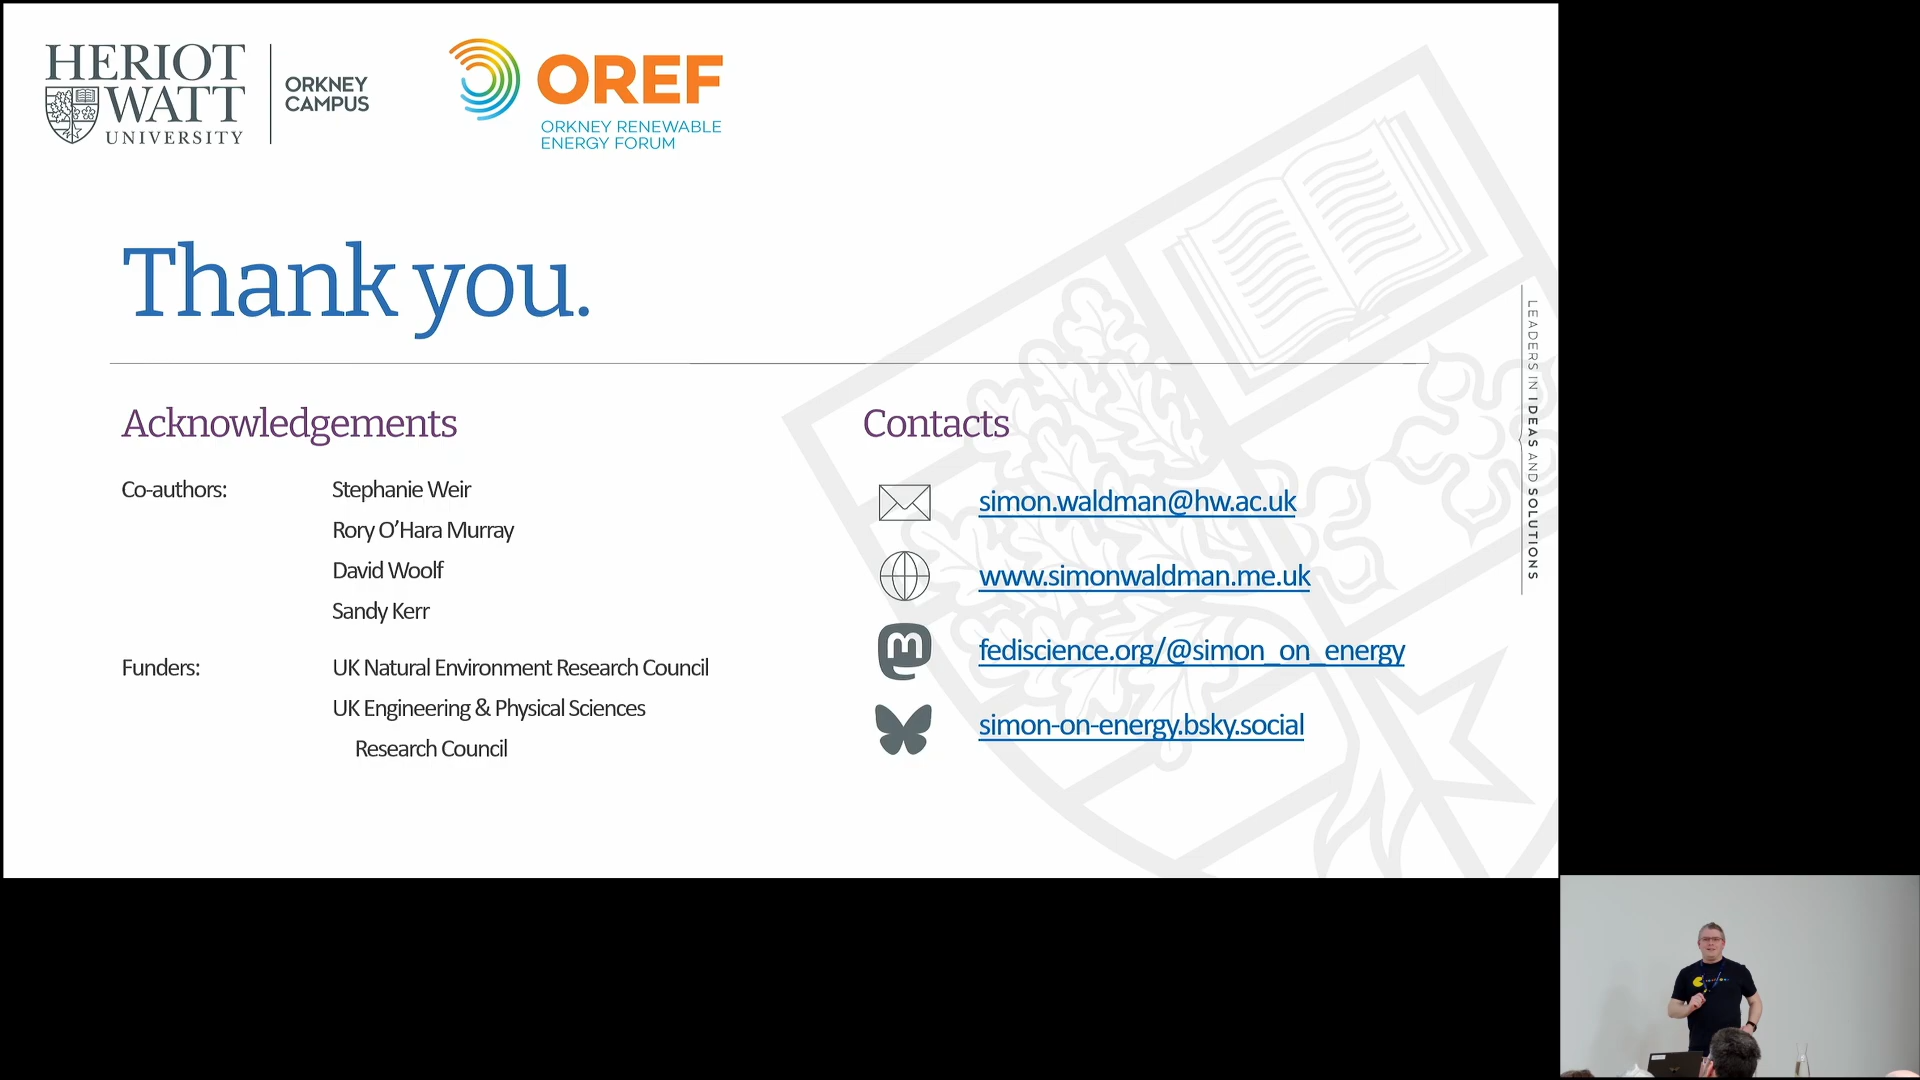 HERIOT
WATT
UNIVERSITY
ORKNEY
CAMPUS
OREF
ORKNEY RENEWABLE
ENERGY FORUM
Thank you.
Acknowledgements
Co-authors: Stephanie Weir
Rory O’Hara Murray
David Woolf
Sandy Kerr
Funders: UK Natural Environment Research Council
UK Engineering & Physical Sciences
Research Council
Contacts
simon.waldman@hw.ac.uk
www.simonwaldman.me.uk
fediscience.org/@simon_on_energy
simon-on-energy.bsky.social
LEADERS IN IDEAS AND SOLUTIONS